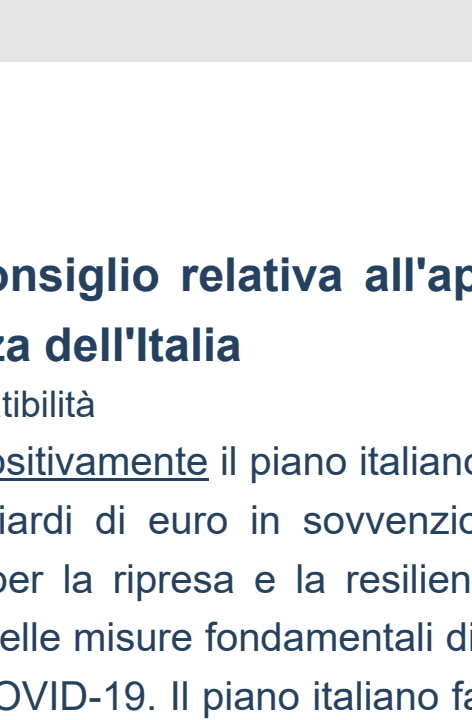 onsiglio relativa all'ap
za dell'Italia
tibilità
ositivamente il piano italiano
iardi di euro in sovvenzio
per la ripresa e la resilien
elle misure fondamentali di
OVID-19. Il piano italiano fa